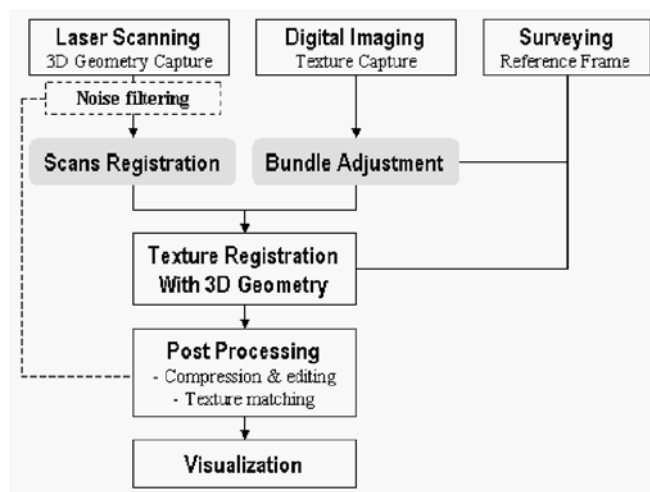 Laser Scanning
3D Geometry Capture
Digital Imaging
Texture Capture
Surveying
Reference Frame
Noise filtering
Scans Registration
Bundle Adjustment
Texture Registration
With 3D Geometry
Post Processing
- Compression & editing
- Texture matching
Visualization